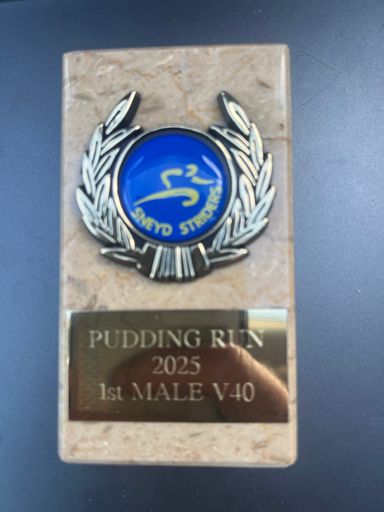 SNEYD STRIDERS
PUDDING RUN
2025
1st MALE V40